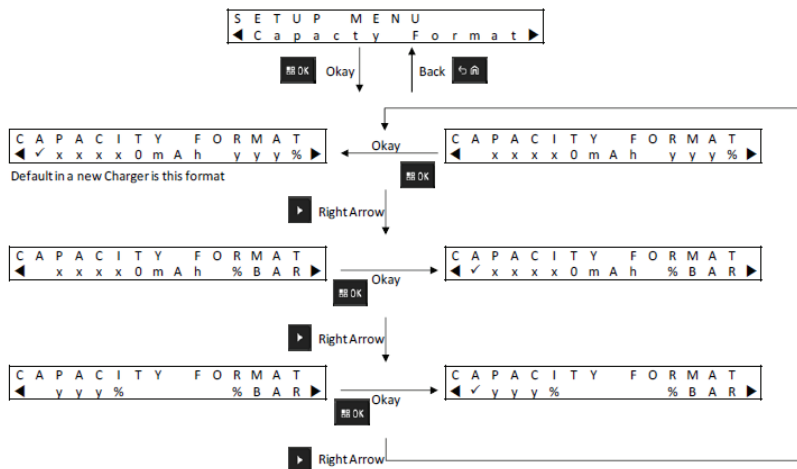 SETUP MENU
◀Capacty Format▶
OK Okay
Back
Okay
CAPACITY FORMAT
◀✓xxxx0mAh yyy%▶
CAPACITY FORMAT
◀ xxxx0mAh yyy%▶
OK
Default in a new Charger is this format
Right Arrow
CAPACITY FORMAT
◀ xxxx0mAh %BAR▶
CAPACITY FORMAT
◀✓xxxx0mAh %BAR▶
Okay
OK
Right Arrow
CAPACITY FORMAT
◀ yyy% %BAR▶
CAPACITY FORMAT
◀✓yyy% %BAR▶
Okay
OK
Right Arrow